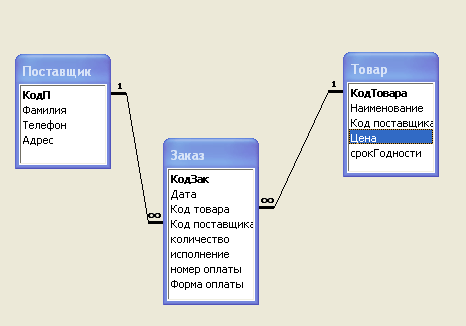 Поставщик
КодП
Фамилия
Телефон
Адрес
1
∞
Заказ
КодЗак
Дата
Код товара
Код поставщика
количество
исполнение
номер оплаты
Форма оплаты
∞
1
Товар
КодТовара
Наименование
Код поставщика
Цена
срокГодности